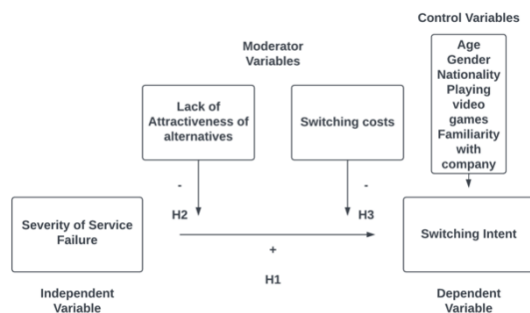 Control Variables
Age
Gender
Nationality
Playing
video
games
Familiarity
with
company
Moderator
Variables
Lack of
Attractiveness of
alternatives
Switching costs
-
-
H2
H3
Severity of Service
Failure
+
H1
Switching Intent
Independent
Variable
Dependent
Variable